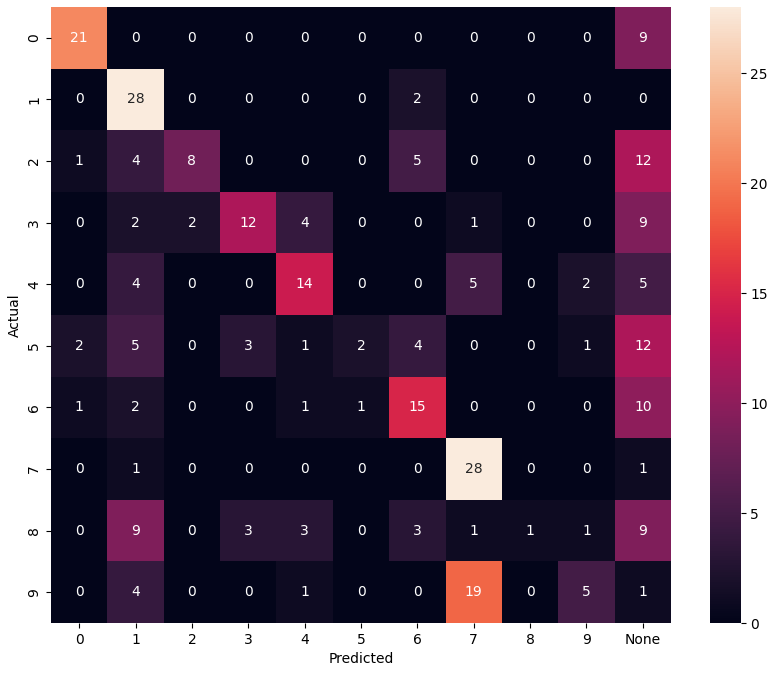 0 21 0 0 0 0 0 0 0 0 0 9
1 0 28 0 0 0 0 2 0 0 0 0
2 1 4 8 0 0 0 5 0 0 0 12
3 0 2 2 12 4 0 0 1 0 0 9
4 0 4 0 0 14 0 0 5 0 2 5
5 2 5 0 3 1 2 4 0 0 1 12
6 1 2 0 0 1 1 15 0 0 0 10
7 0 1 0 0 0 0 0 28 0 0 1
8 0 9 0 3 3 0 3 1 1 1 9
9 0 4 0 0 1 0 0 19 0 5 1
0 1 2 3 4 5 6 7 8 9 None
Predicted
Actual
25
20
15
10
5
0